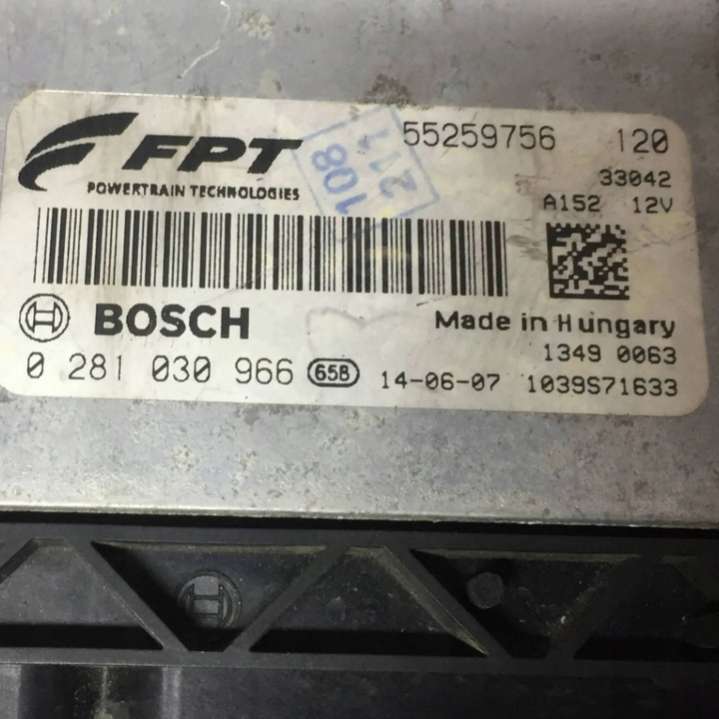 FPT
POWERTRAIN TECHNOLOGIES
108
211
55259756 120
33042
A152 12V
BOSCH
Made in Hungary
1349 0063
0 281 030 966 658 14-06-07 1039S71633